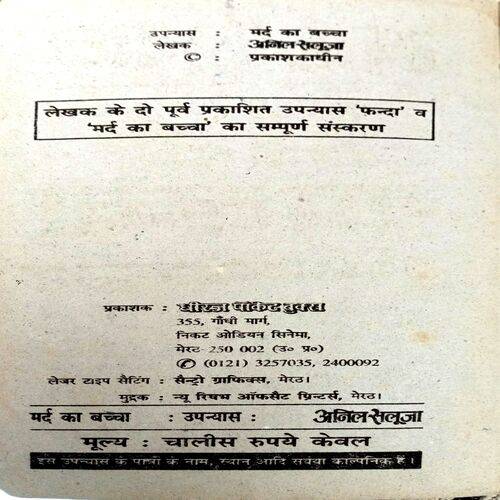 उपन्यास : मर्द का बच्चा
लेखक : अनिल सलूजा
© : प्रकाशकाधीन
लेखक के दो पूर्व प्रकाशित उपन्यास 'फन्दा' व
'मर्द का बच्चा' का सम्पूर्ण संस्करण
प्रकाशक : धीरज पॉकेट बुक्स
355, गाँधी मार्ग,
निकट ओडियन सिनेमा,
मेरठ-250 002 (उ० प्र०)
✆ (0121) 3257035, 2400092
लेजर टाइप सैटिंग : सैन्ट्रो ग्राफिक्स, मेरठ।
मुद्रक : न्यू रिषभ ऑफसैट प्रिन्टर्स, मेरठ।
मर्द का बच्चा : उपन्यास : अनिल सलूजा
मूल्य : चालीस रुपये केवल
इस उपन्यास के पात्रों के नाम, स्थान आदि सर्वथा काल्पनिक हैं।